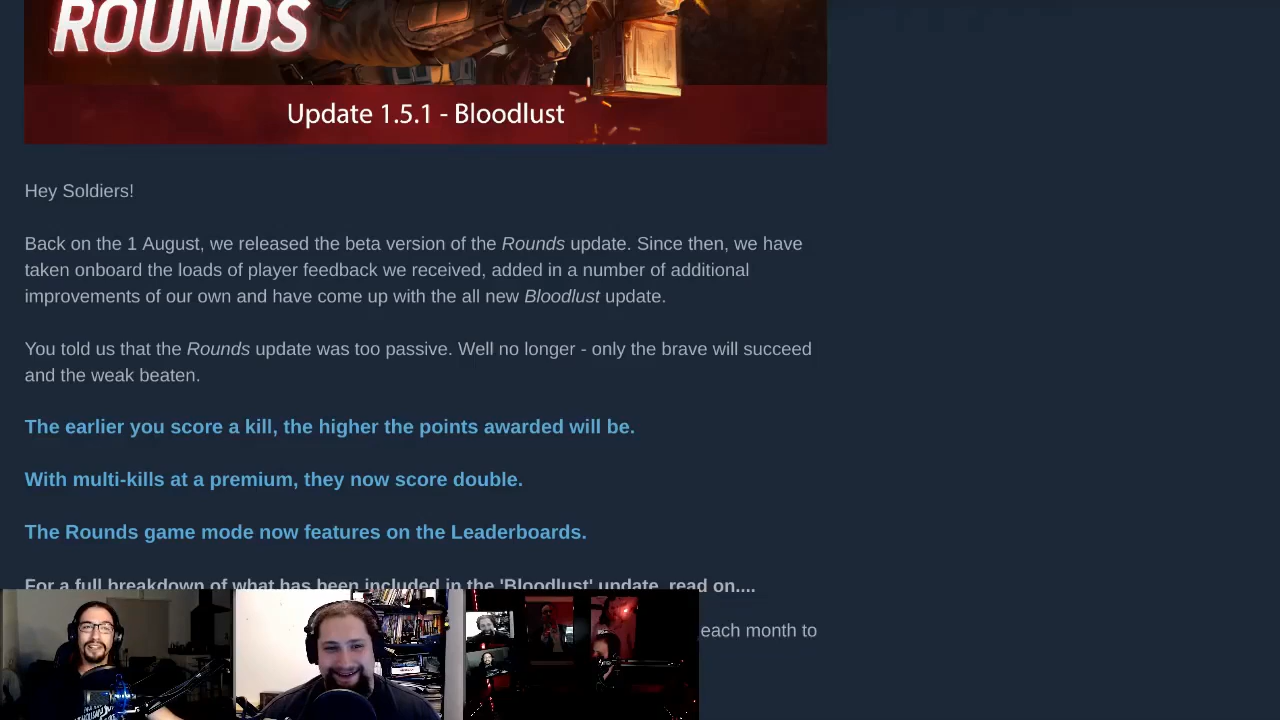 ROUNDS
Update 1.5.1 - Bloodlust
Hey Soldiers!
Back on the 1 August, we released the beta version of the Rounds update. Since then, we have
taken onboard the loads of player feedback we received, added in a number of additional
improvements of our own and have come up with the all new Bloodlust update.
You told us that the Rounds update was too passive. Well no longer - only the brave will succeed
and the weak beaten.
The earlier you score a kill, the higher the points awarded will be.
With multi-kills at a premium, they now score double.
The Rounds game mode now features on the Leaderboards.
For a full breakdown of what has been included in the 'Bloodlust' update, read on....
each month to